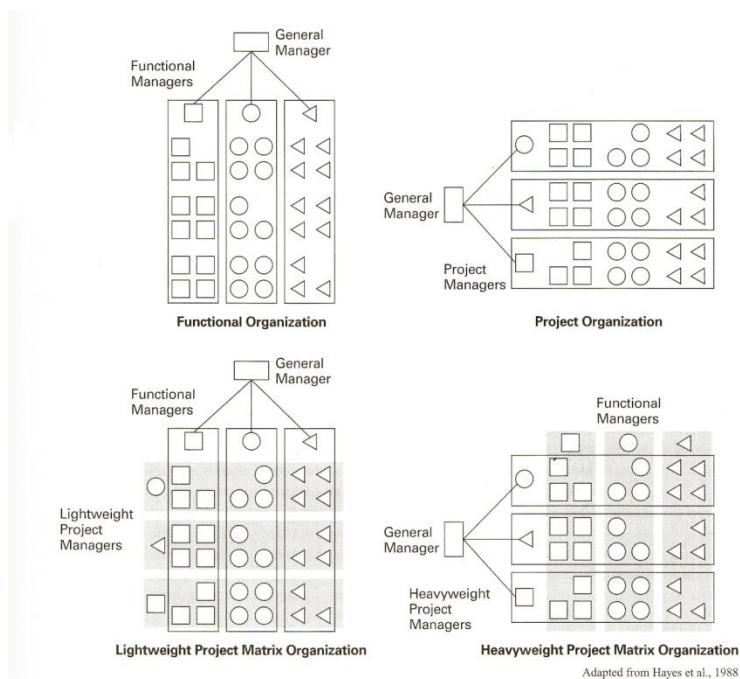 General
Manager
Functional
Managers
Functional Organization
General
Manager
Project
Managers
Project Organization
General
Manager
Functional
Managers
Lightweight
Project
Managers
Lightweight Project Matrix Organization
Functional
Managers
General
Manager
Heavyweight
Project
Managers
Heavyweight Project Matrix Organization
Adapted from Hayes et al., 1988